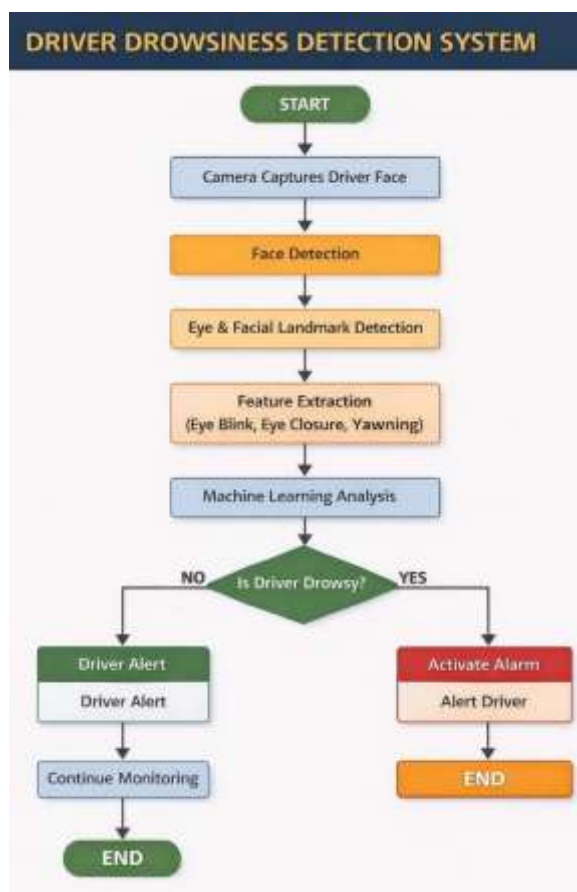 DRIVER DROWSINESS DETECTION SYSTEM
START
Camera Captures Driver Face
Face Detection
Eye & Facial Landmark Detection
Feature Extraction
(Eye Blink, Eye Closure, Yawning)
Machine Learning Analysis
NO
Is Driver Drowsy?
YES
Driver Alert
Driver Alert
Continue Monitoring
END
Activate Alarm
Alert Driver
END